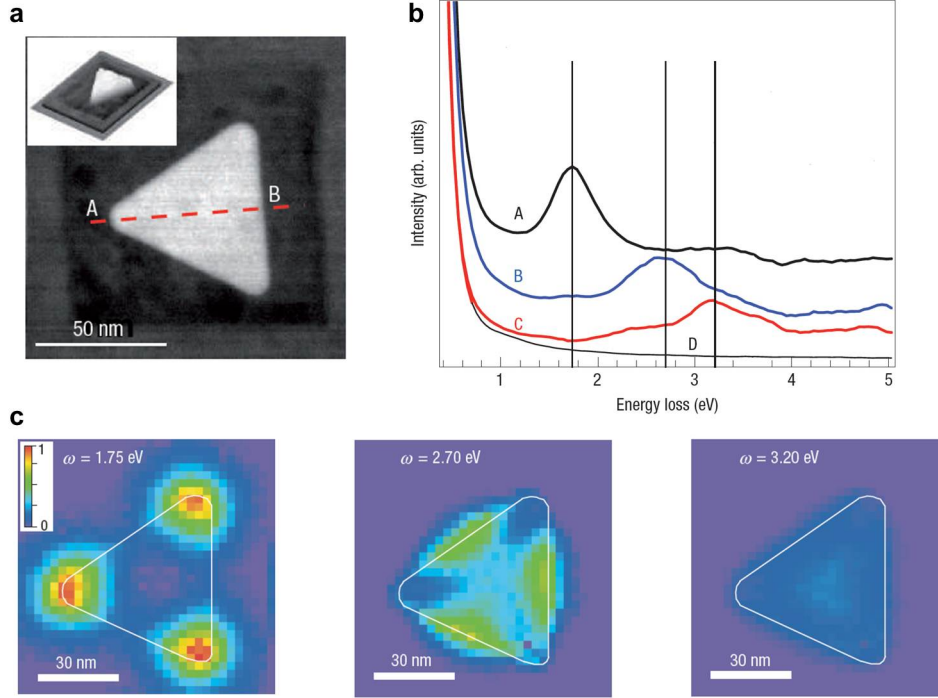 a
A
B
50 nm
b
Intensity (arb. units)
A
B
C
D
1 2 3 4 5
Energy loss (eV)
c
1
0
ω = 1.75 eV
30 nm
ω = 2.70 eV
30 nm
ω = 3.20 eV
30 nm